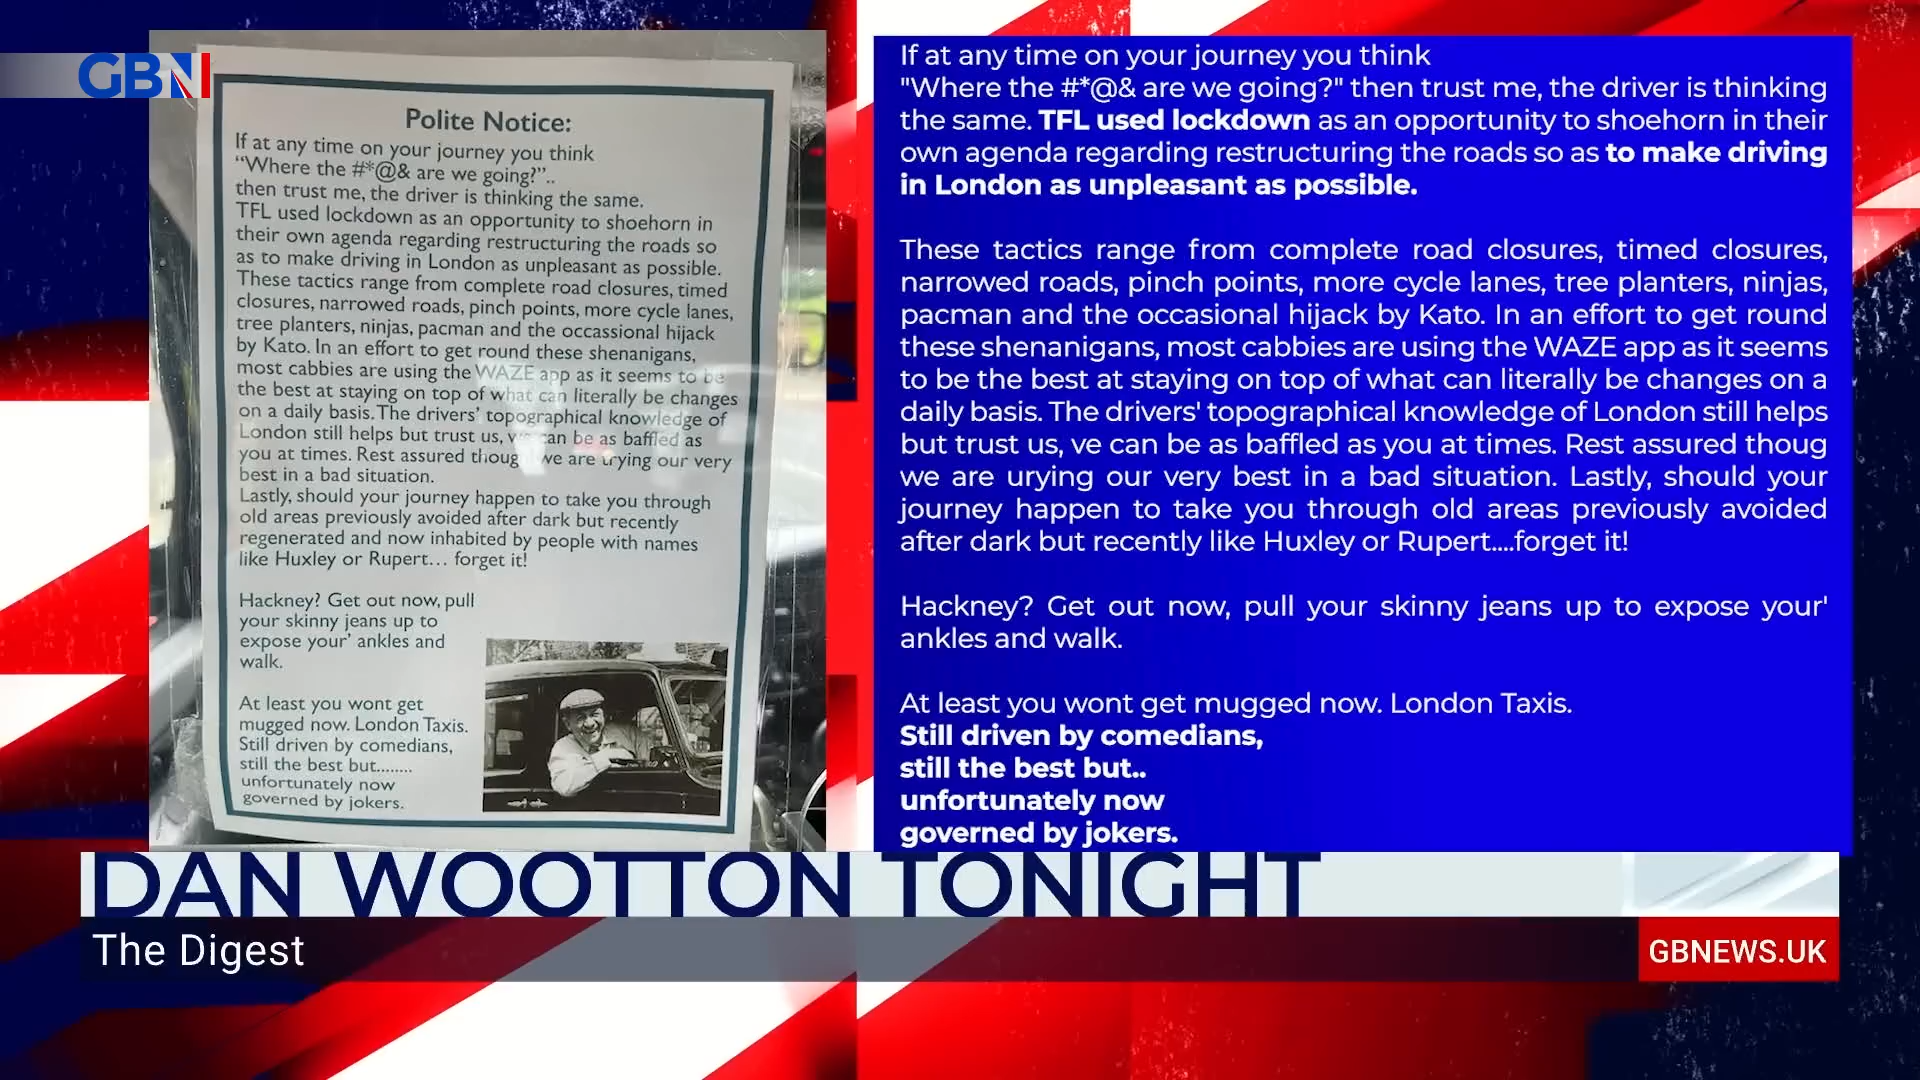 GBN
Polite Notice:
If at any time on your journey you think
“Where the #*@& are we going?”..
then trust me, the driver is thinking the same.
TFL used lockdown as an opportunity to shoehorn in
their own agenda regarding restructuring the roads so
as to make driving in London as unpleasant as possible.
These tactics range from complete road closures, timed
closures, narrowed roads, pinch points, more cycle lanes,
tree planters, ninjas, pacman and the occassional hijack
by Kato. In an effort to get round these shenanigans,
most cabbies are using the WAZE app as it seems to be
the best at staying on top of what can literally be changes
on a daily basis. The drivers’ topographical knowledge of
London still helps but trust us, we can be as baffled as
you at times. Rest assured though we are trying our very
best in a bad situation.
Lastly, should your journey happen to take you through
old areas previously avoided after dark but recently
regenerated and now inhabited by people with names
like Huxley or Rupert... forget it!
Hackney? Get out now, pull
your skinny jeans up to
expose your’ ankles and
walk.
At least you wont get
mugged now. London Taxis.
Still driven by comedians,
still the best but........
unfortunately now
governed by jokers.
If at any time on your journey you think
"Where the #*@& are we going?" then trust me, the driver is thinking
the same. TFL used lockdown as an opportunity to shoehorn in their
own agenda regarding restructuring the roads so as to make driving
in London as unpleasant as possible.
These tactics range from complete road closures, timed closures,
narrowed roads, pinch points, more cycle lanes, tree planters, ninjas,
pacman and the occasional hijack by Kato. In an effort to get round
these shenanigans, most cabbies are using the WAZE app as it seems
to be the best at staying on top of what can literally be changes on a
daily basis. The drivers' topographical knowledge of London still helps
but trust us, ve can be as baffled as you at times. Rest assured thoug
we are urying our very best in a bad situation. Lastly, should your
journey happen to take you through old areas previously avoided
after dark but recently like Huxley or Rupert....forget it!
Hackney? Get out now, pull your skinny jeans up to expose your'
ankles and walk.
At least you wont get mugged now. London Taxis.
Still driven by comedians,
still the best but..
unfortunately now
governed by jokers.
DAN WOOTTON TONIGHT
The Digest
GBNEWS.UK